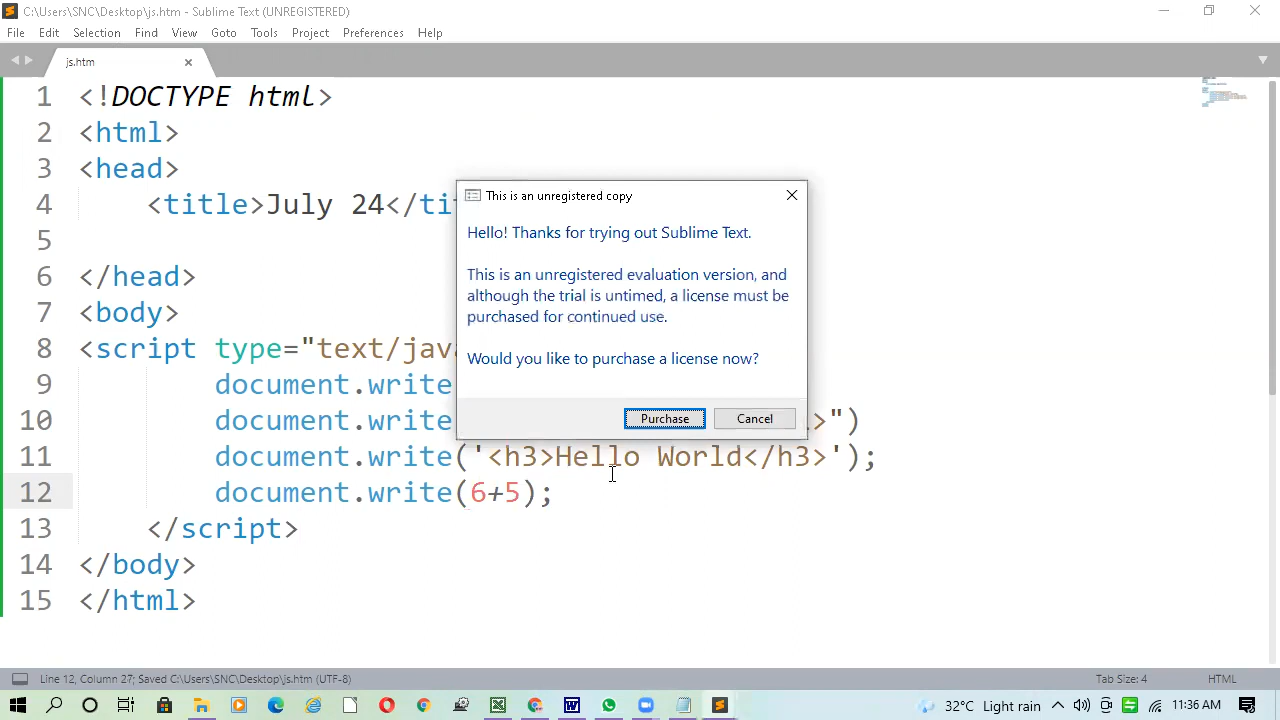 C:\Users\SNC\Desktop\js.htm - Sublime Text (UNREGISTERED)
File Edit Selection Find View Goto Tools Project Preferences Help
js.htm
1 <!DOCTYPE html>
2 <html>
3 <head>
4 <title>July 24</ti
5
6 </head>
7 <body>
8 <script type="text/jav
9 document.write
10 document.write >")
11 document.write('<h3>Hello World</h3>');
12 document.write(6+5);
13 </script>
14 </body>
15 </html>
This is an unregistered copy
Hello! Thanks for trying out Sublime Text.
This is an unregistered evaluation version, and
although the trial is untimed, a license must be
purchased for continued use.
Would you like to purchase a license now?
Purchase Cancel
Line 12, Column 27; Saved C:\Users\SNC\Desktop\js.htm (UTF-8) Tab Size: 4 HTML
32°C Light rain 11:36 AM